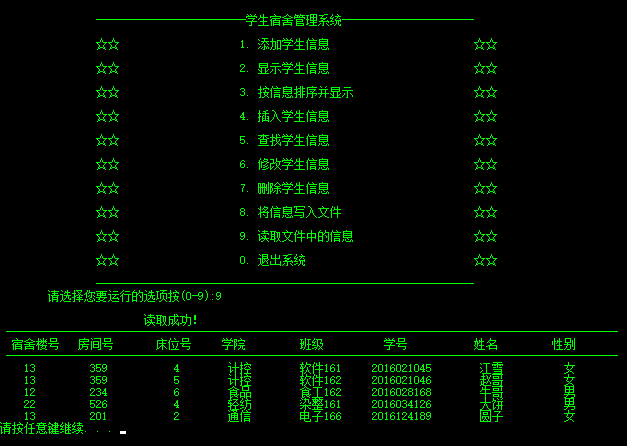 学生宿舍管理系统
☆☆ 1. 添加学生信息 ☆☆
☆☆ 2. 显示学生信息 ☆☆
☆☆ 3. 按信息排序并显示 ☆☆
☆☆ 4. 插入学生信息 ☆☆
☆☆ 5. 查找学生信息 ☆☆
☆☆ 6. 修改学生信息 ☆☆
☆☆ 7. 删除学生信息 ☆☆
☆☆ 8. 将信息写入文件 ☆☆
☆☆ 9. 读取文件中的信息 ☆☆
☆☆ 0. 退出系统 ☆☆
请选择您要运行的选项按(0-9):9
读取成功!
宿舍楼号 房间号 床位号 学院 班级 学号 姓名 性别
13 359 4 计控 软件161 2016021045 江雪 女
13 359 5 计控 软件162 2016021046 赵哥 女
12 234 6 食品 食工162 2016028168 牛哥 男
22 526 4 轻纺 染整161 2016034126 大饼 男
13 201 2 通信 电子166 2016124189 圆子 女
请按任意键继续. . .